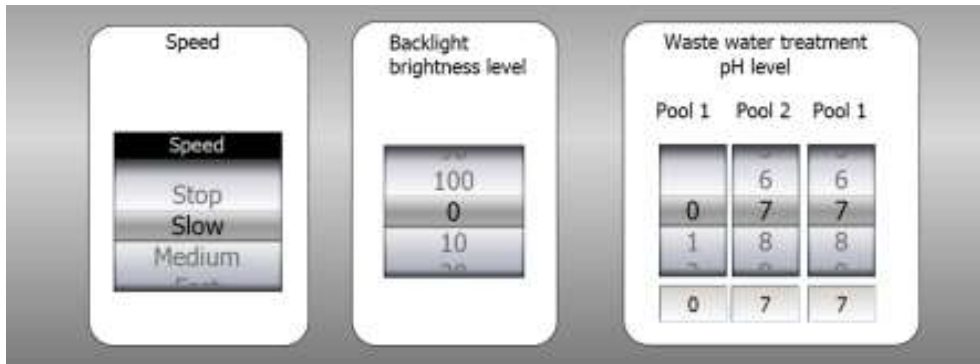 Speed
Speed
Stop
Slow
Medium
Backlight
brightness level
100
0
10
Waste water treatment
pH level
Pool 1 Pool 2 Pool 1
6 6
0 7 7
1 8 8
0 7 7